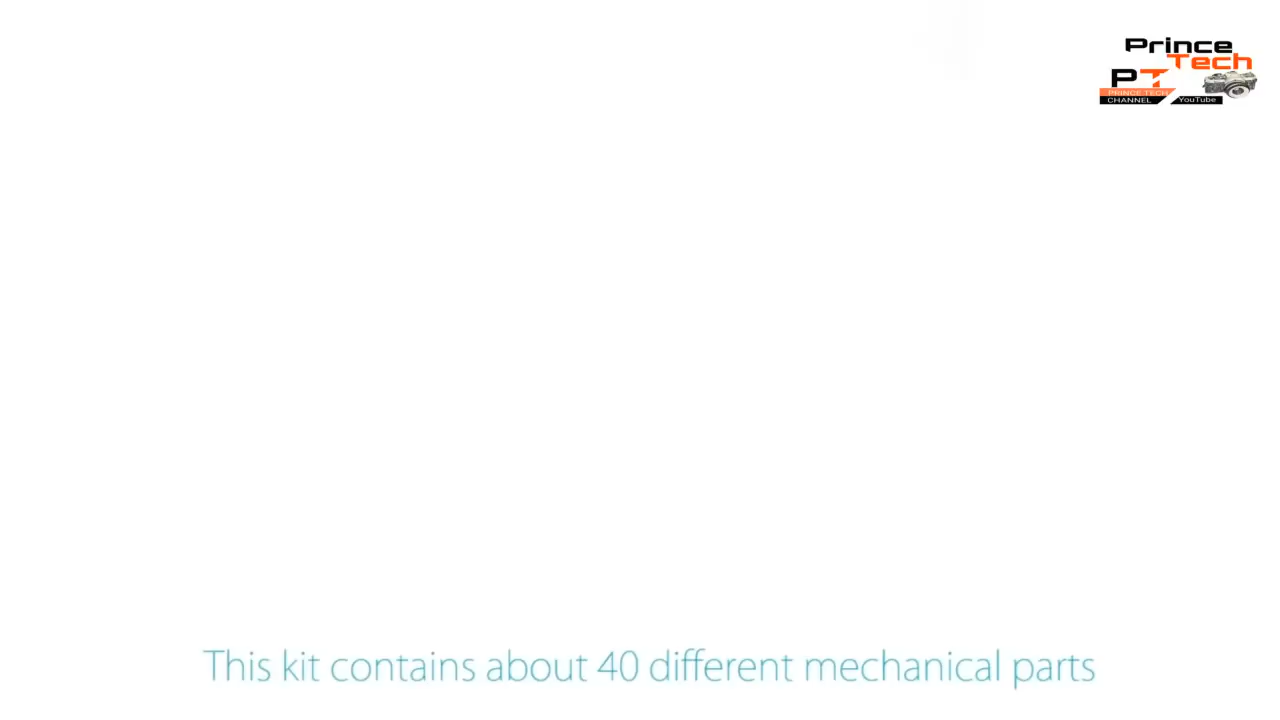 Prince
Tech
PT
PRINCE TECH
CHANNEL YouTube
This kit contains about 40 different mechanical parts